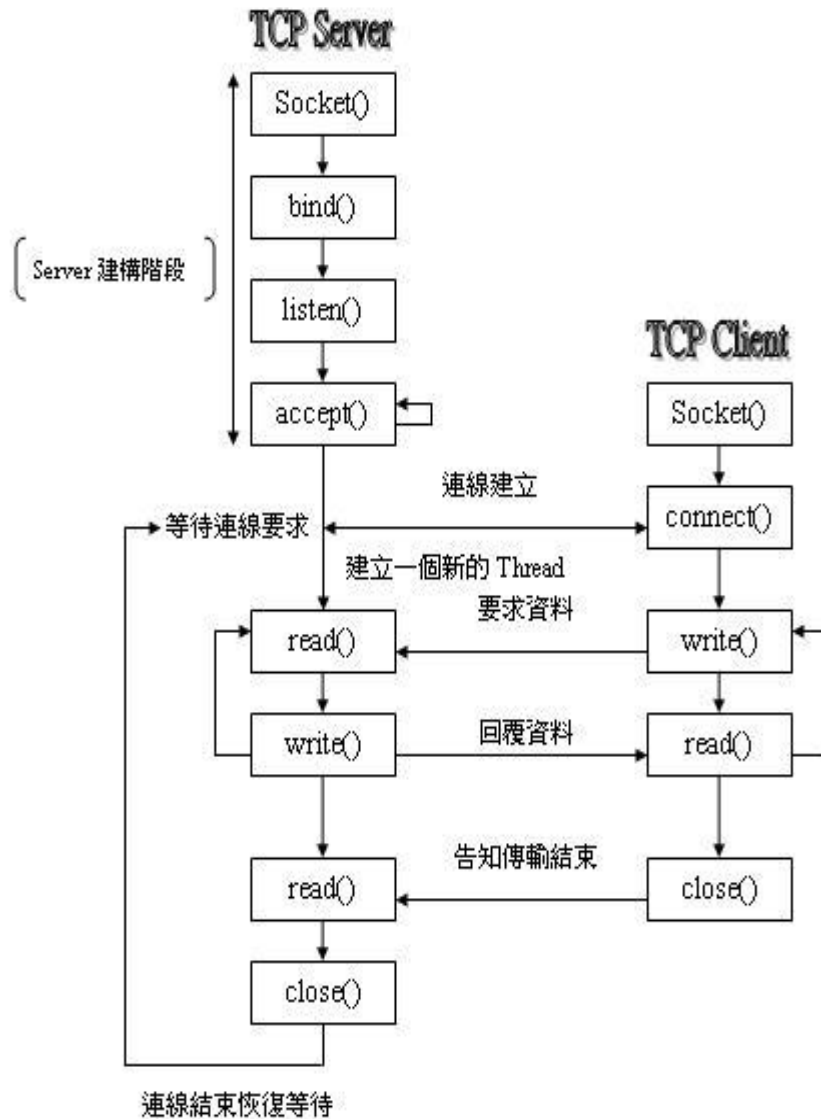 TCP Server
Socket()
bind()
Server 建構階段
listen()
TCP Client
accept()
Socket()
連線建立
connect()
等待連線要求
建立一個新的 Thread
要求資料
read()
write()
回覆資料
write()
read()
告知傳輸結束
read()
close()
close()
連線結束恢復等待